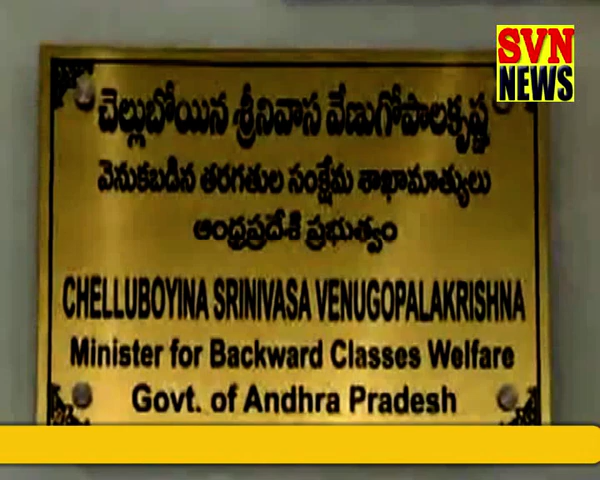 SVN
NEWS
చెల్లుబోయిన శ్రీనివాస వేణుగోపాలకృష్ణ
వెనుకబడిన తరగతుల సంక్షేమ శాఖామాత్యులు
ఆంధ్రప్రదేశ్ ప్రభుత్వం
CHELLUBOYINA SRINIVASA VENUGOPALAKRISHNA
Minister for Backward Classes Welfare
Govt. of Andhra Pradesh